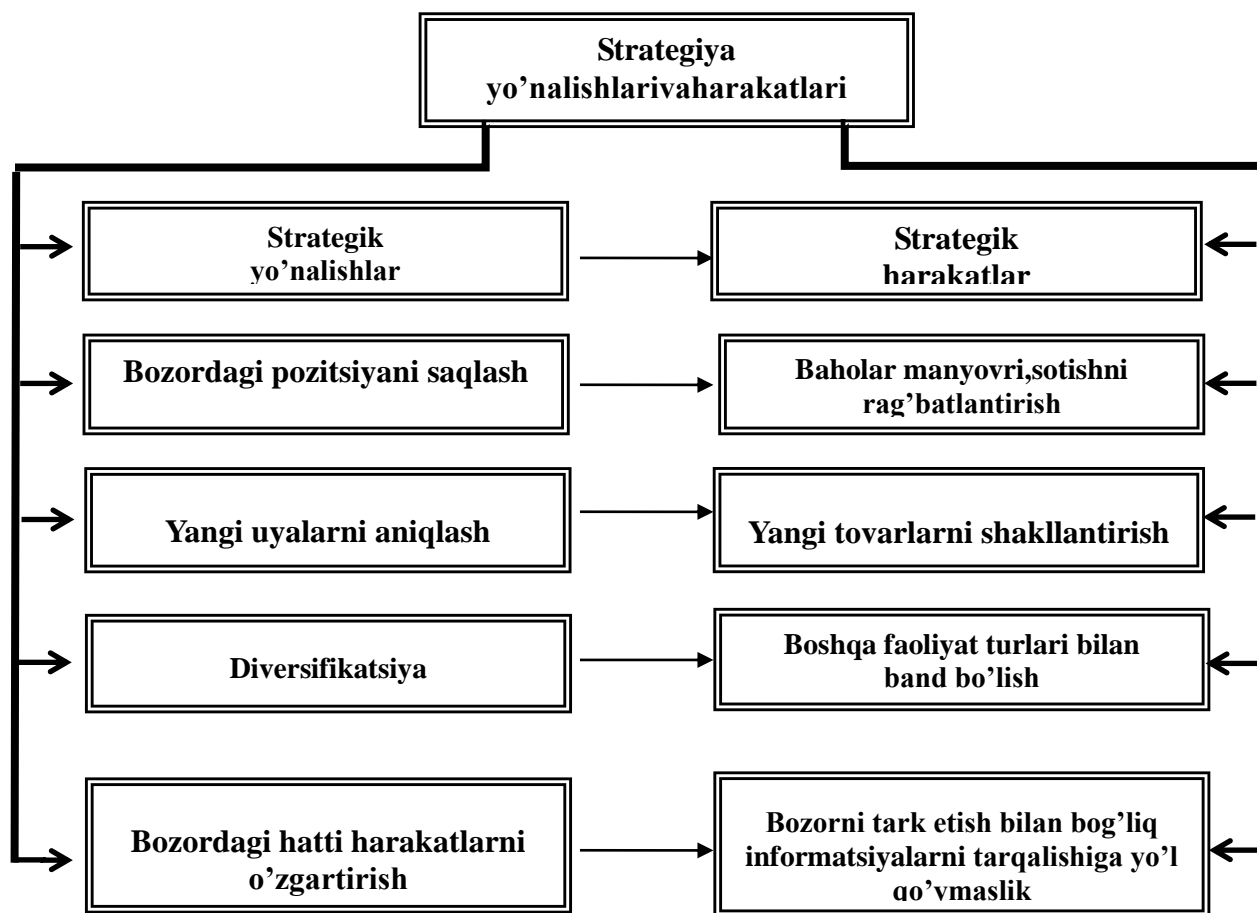 Strategiya
yo’nalishlarivaharakatlari
Strategik
yo’nalishlar
Strategik
harakatlar
Bozordagi pozitsiyani saqlash
Baholar manyovri,sotishni
rag’batlantirish
Yangi uyalarni aniqlash
Yangi tovarlarni shakllantirish
Diversifikatsiya
Boshqa faoliyat turlari bilan
band bo’lish
Bozordagi hatti harakatlarni
o’zgartirish
Bozorni tark etish bilan bog’liq
informatsiyalarni tarqalishiga yo’l
qo’ymaslik